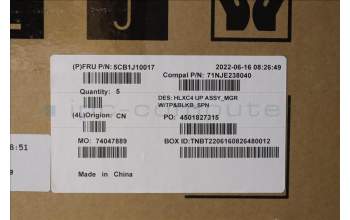 (P)FRU P/N: 5CB1J10017
2022-06-16 08:26:49
Compal P/N: 71NJE238040
Quantity: 5
DES: HLXC4 UP ASSY_MGR
W/TP&BLKB_SPN
(4L)Origion: CN
PO: 4501827315
MO: 74047889
BOX ID:TNBT2206160826480012
Made in China
8:51